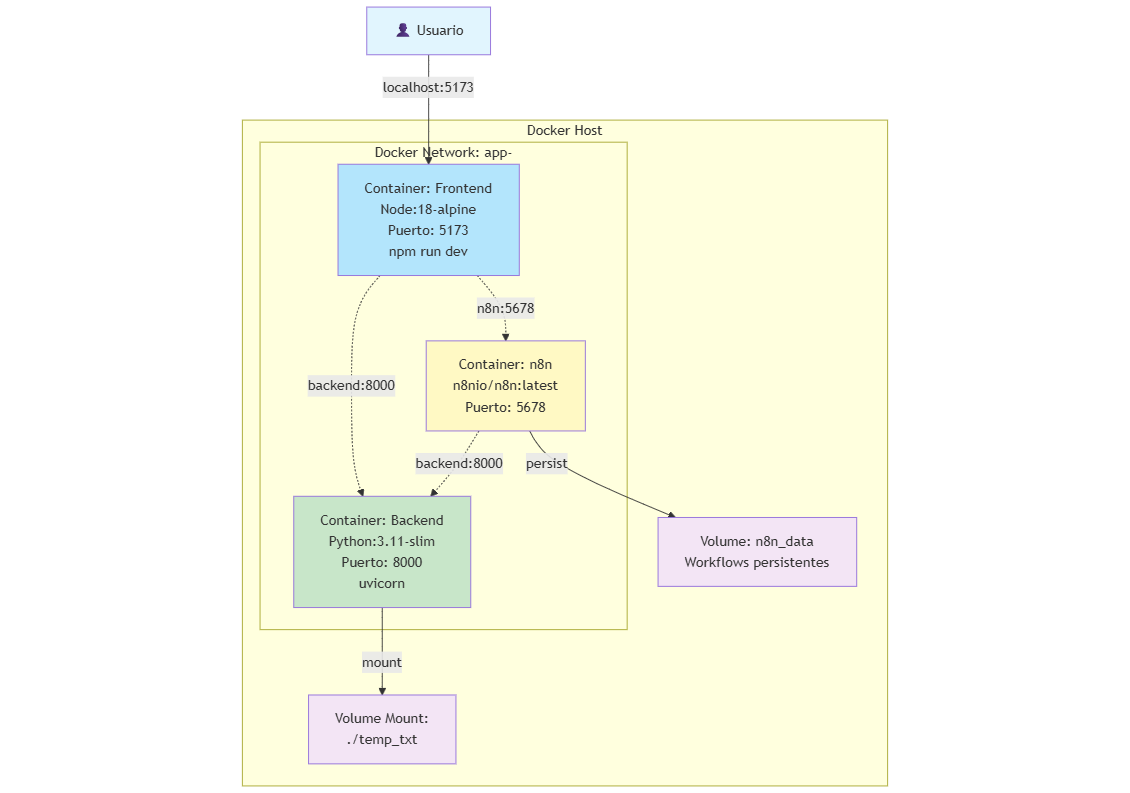 Usuario
localhost:5173
Docker Host
Docker Network: app-
Container: Frontend
Node:18-alpine
Puerto: 5173
npm run dev
n8n:5678
Container: n8n
n8nio/n8n:latest
Puerto: 5678
backend:8000
backend:8000
persist
Container: Backend
Python:3.11-slim
Puerto: 8000
uvicorn
Volume: n8n_data
Workflows persistentes
mount
Volume Mount:
./temp_txt